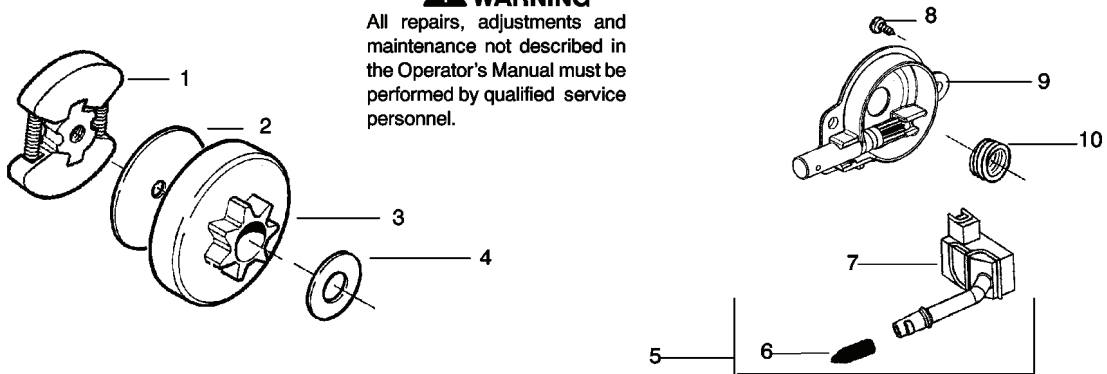 WARNING
All repairs, adjustments and
maintenance not described in
the Operator's Manual must be
performed by qualified service
personnel.
1
2
3
4
8
9
10
7
5
6